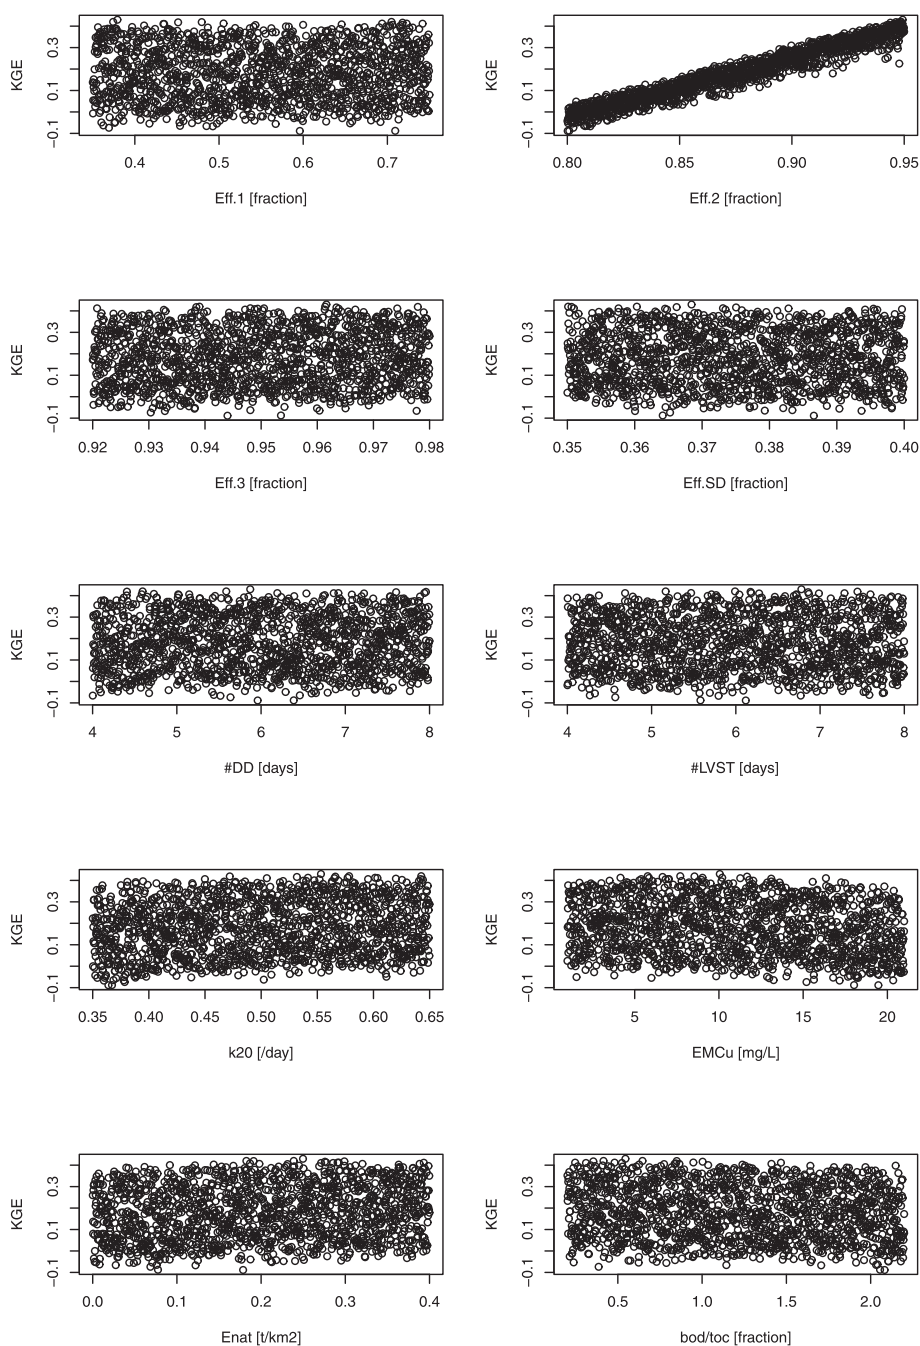 KGE
−0.1 0.1 0.3
0.4 0.5 0.6 0.7
Eff.1 [fraction]
KGE
−0.1 0.1 0.3
0.80 0.85 0.90 0.95
Eff.2 [fraction]
KGE
−0.1 0.1 0.3
0.92 0.93 0.94 0.95 0.96 0.97 0.98
Eff.3 [fraction]
KGE
−0.1 0.1 0.3
0.35 0.36 0.37 0.38 0.39 0.40
Eff.SD [fraction]
KGE
−0.1 0.1 0.3
4 5 6 7 8
#DD [days]
KGE
−0.1 0.1 0.3
4 5 6 7 8
#LVST [days]
KGE
−0.1 0.1 0.3
0.35 0.40 0.45 0.50 0.55 0.60 0.65
k20 [/day]
KGE
−0.1 0.1 0.3
5 10 15 20
EMCu [mg/L]
KGE
−0.1 0.1 0.3
0.0 0.1 0.2 0.3 0.4
Enat [t/km2]
KGE
−0.1 0.1 0.3
0.5 1.0 1.5 2.0
bod/toc [fraction]